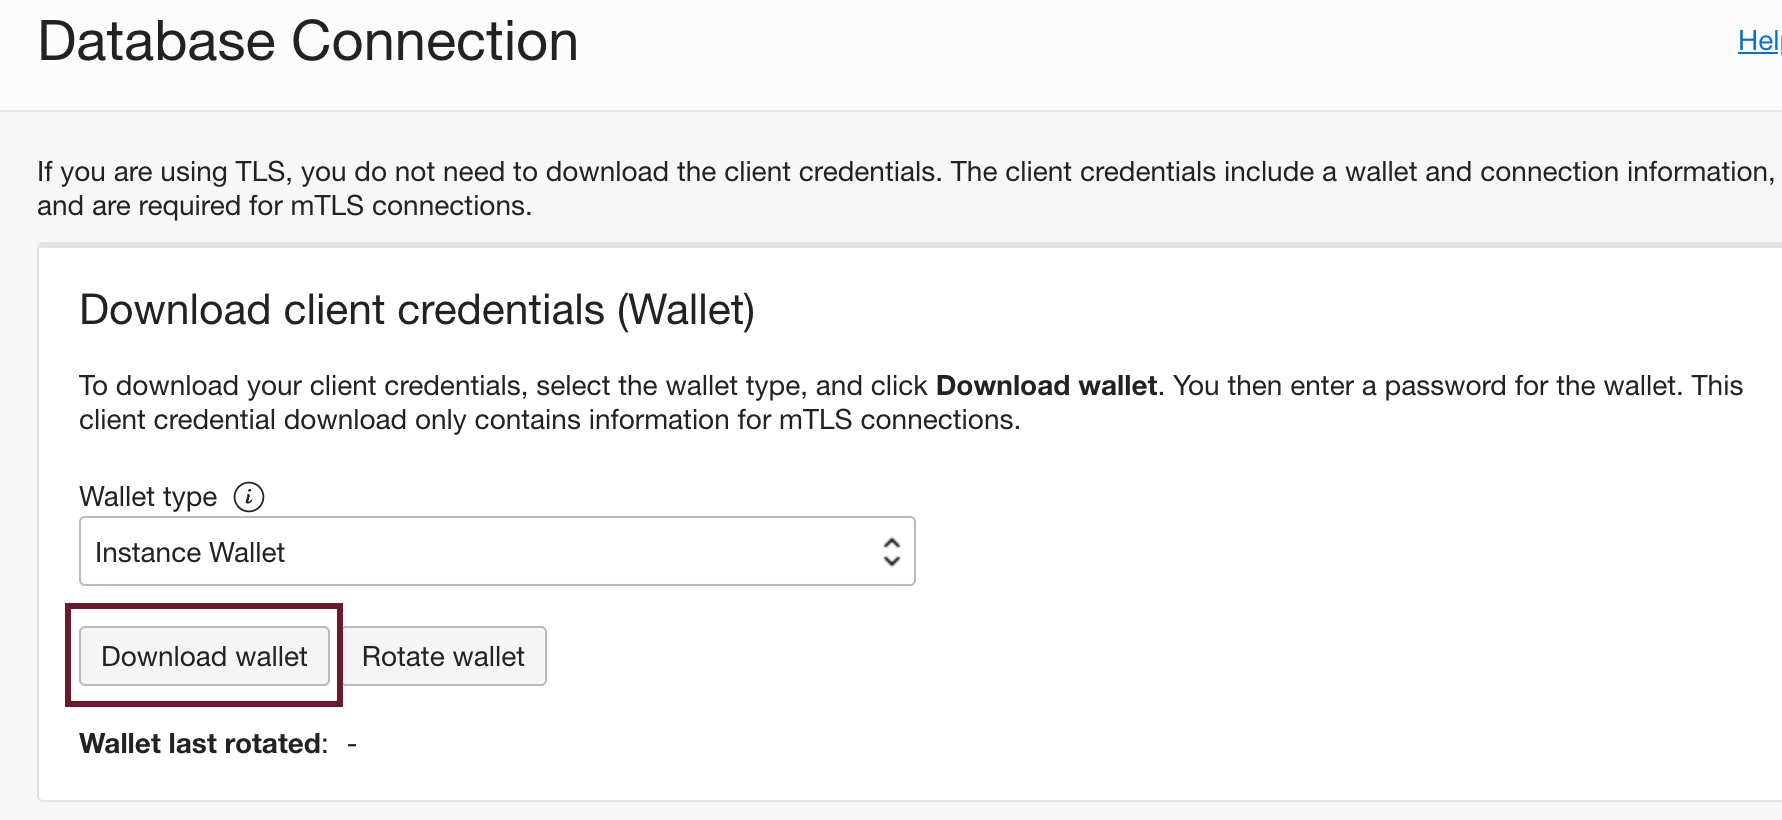 Database Connection
Hel
If you are using TLS, you do not need to download the client credentials. The client credentials include a wallet and connection information,
and are required for mTLS connections.
Download client credentials (Wallet)
To download your client credentials, select the wallet type, and click Download wallet. You then enter a password for the wallet. This
client credential download only contains information for mTLS connections.
Wallet type i
Instance Wallet
Download wallet Rotate wallet
Wallet last rotated: -